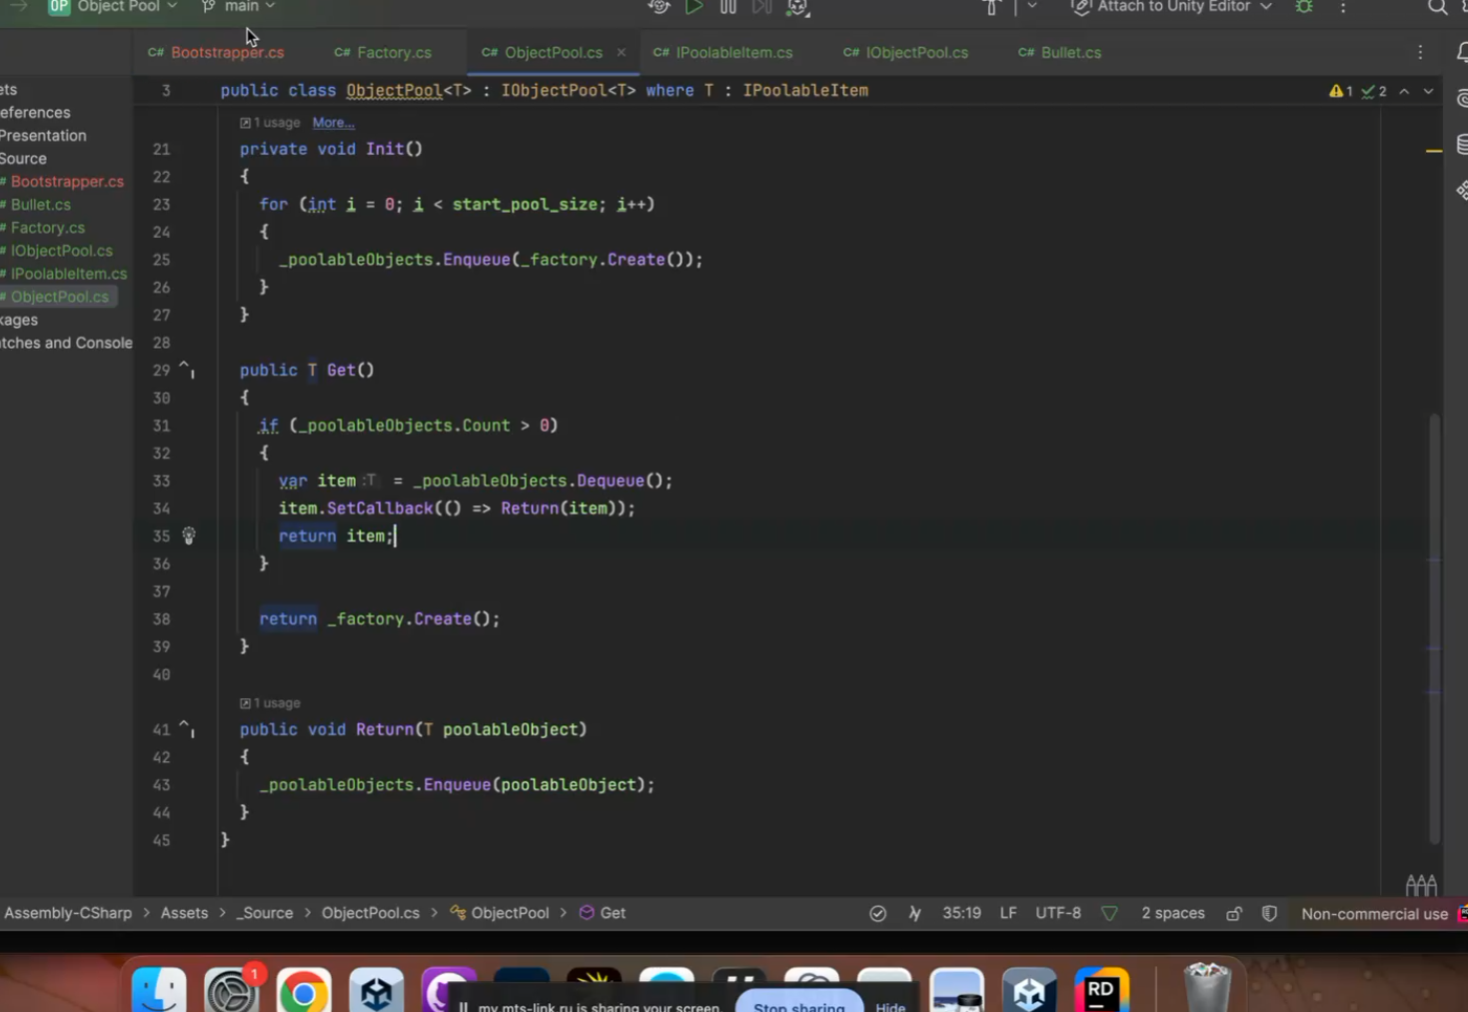 OP Object Pool main Attach to Unity Editor
C# Bootstrapper.cs C# Factory.cs C# ObjectPool.cs × C# IPoolableItem.cs C# IObjectPool.cs C# Bullet.cs
ets
eferences
Presentation
Source
# Bootstrapper.cs
# Bullet.cs
# Factory.cs
# IObjectPool.cs
# IPoolableItem.cs
# ObjectPool.cs
kages
tches and Console
3 public class ObjectPool<T> : IObjectPool<T> where T : IPoolableItem 1 2
1 usage More...
21 private void Init()
22 {
23 for (int i = 0; i < start_pool_size; i++)
24 {
25 _poolableObjects.Enqueue(_factory.Create());
26 }
27 }
28
29 public T Get()
30 {
31 if (_poolableObjects.Count > 0)
32 {
33 var item :T = _poolableObjects.Dequeue();
34 item.SetCallback(() => Return(item));
35 return item;
36 }
37
38 return _factory.Create();
39 }
40
1 usage
41 public void Return(T poolableObject)
42 {
43 _poolableObjects.Enqueue(poolableObject);
44 }
45 }
Assembly-CSharp > Assets > _Source > ObjectPool.cs > ObjectPool > Get 35:19 LF UTF-8 2 spaces Non-commercial use
1
RD
my.mts-link.ru is sharing your screen. Stop sharing Hide